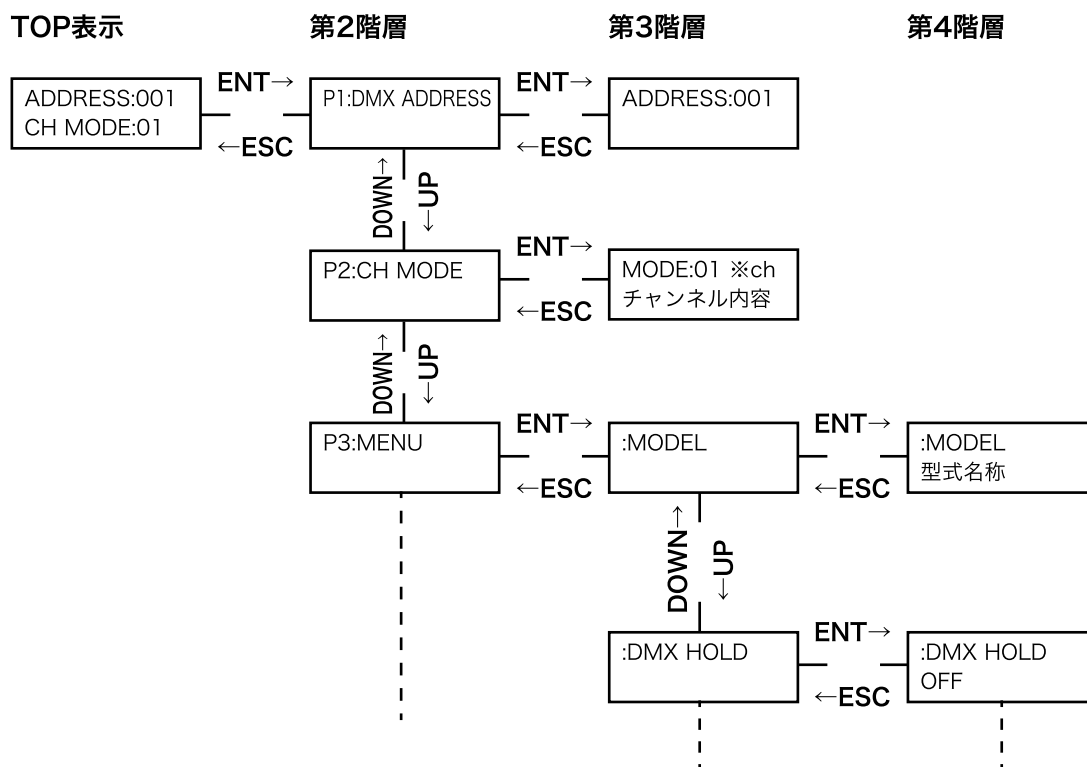 TOP表示
第2階層
第3階層
第4階層
ADDRESS:001
CH MODE:01
ENT→
←ESC
P1:DMX ADDRESS
ENT→
←ESC
ADDRESS:001
DOWN→
←UP
P2:CH MODE
ENT→
←ESC
MODE:01 ※ch
チャンネル内容
DOWN→
←UP
P3:MENU
ENT→
←ESC
:MODEL
ENT→
←ESC
:MODEL
型式名称
DOWN→
←UP
:DMX HOLD
ENT→
←ESC
:DMX HOLD
OFF